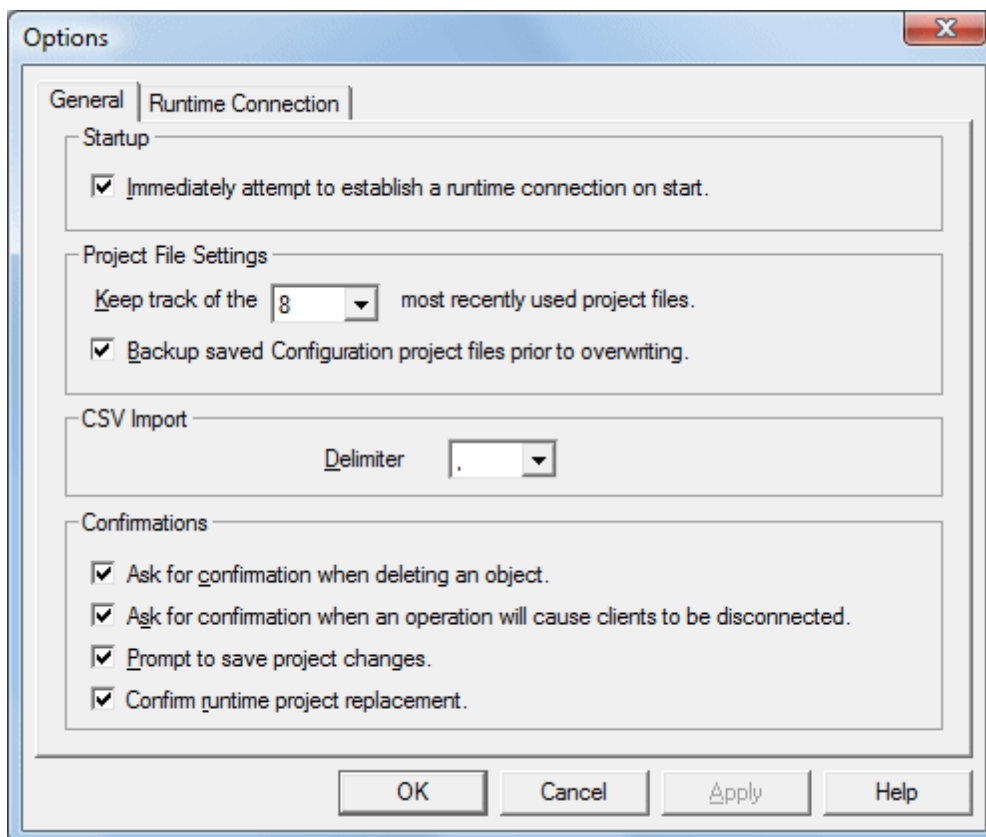 Options
General
Runtime Connection
Startup
Immediately attempt to establish a runtime connection on start.
Project File Settings
Keep track of the 8 most recently used project files.
Backup saved Configuration project files prior to overwriting.
CSV Import
Delimiter ,
Confirmations
Ask for confirmation when deleting an object.
Ask for confirmation when an operation will cause clients to be disconnected.
Prompt to save project changes.
Confirm runtime project replacement.
OK Cancel Apply Help